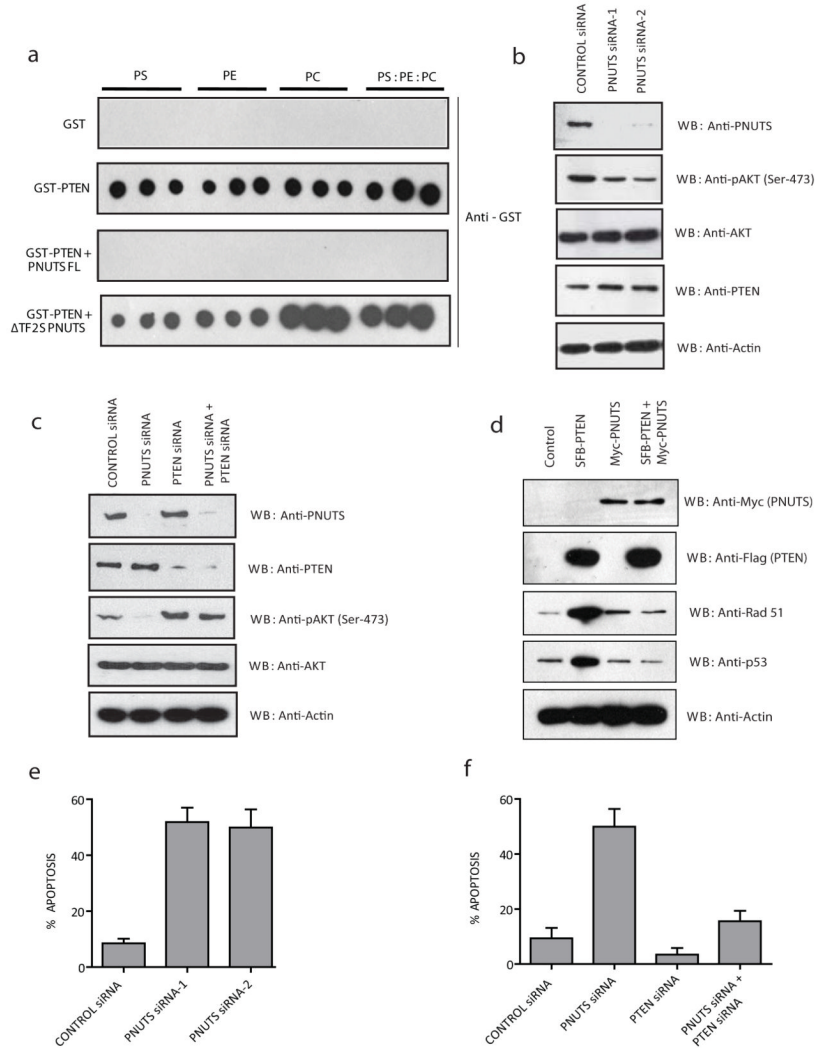 a
PS
PE
PC
PS : PE : PC
GST
GST-PTEN
GST-PTEN +
PNUTS FL
GST-PTEN +
ΔTF2S PNUTS
Anti - GST
b
CONTROL siRNA
PNUTS siRNA-1
PNUTS siRNA-2
WB: Anti-PNUTS
WB: Anti-pAKT (Ser-473)
WB: Anti-AKT
WB: Anti-PTEN
WB: Anti-Actin
c
CONTROL siRNA
PNUTS siRNA
PTEN siRNA
PNUTS siRNA +
PTEN siRNA
WB: Anti-PNUTS
WB: Anti-PTEN
WB: Anti-pAKT (Ser-473)
WB: Anti-AKT
WB: Anti-Actin
d
Control
SFB-PTEN
Myc-PNUTS
SFB-PTEN +
Myc-PNUTS
WB: Anti-Myc (PNUTS)
WB: Anti-Flag (PTEN)
WB: Anti-Rad 51
WB: Anti-p53
WB: Anti-Actin
e
% APOPTOSIS
60
40
20
0
CONTROL siRNA
PNUTS siRNA-1
PNUTS siRNA-2
f
% APOPTOSIS
60
40
20
0
CONTROL siRNA
PNUTS siRNA
PTEN siRNA
PNUTS siRNA +
PTEN siRNA